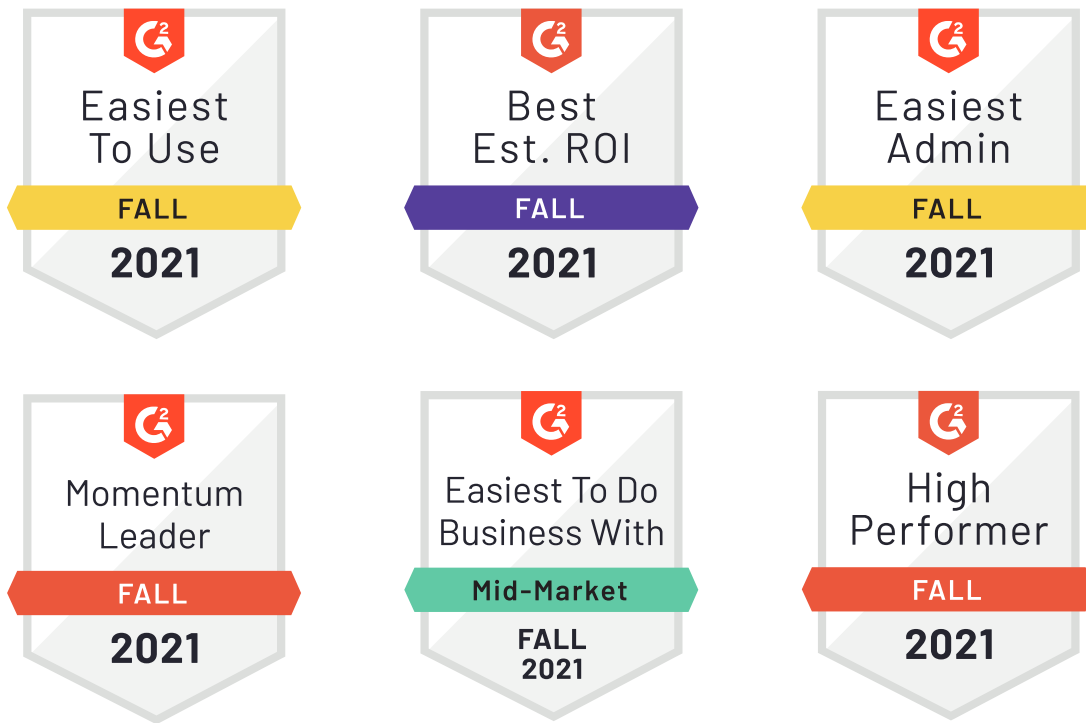 G2
Easiest
To Use
FALL
2021
G2
Best
Est. ROI
FALL
2021
G2
Easiest
Admin
FALL
2021
G2
Momentum
Leader
FALL
2021
G2
Easiest To Do
Business With
Mid-Market
FALL
2021
G2
High
Performer
FALL
2021